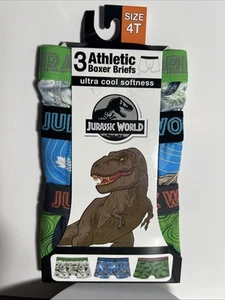 SIZE
4T
3 Athletic
Boxer Briefs
ultra cool softness
JURASSIC WORLD